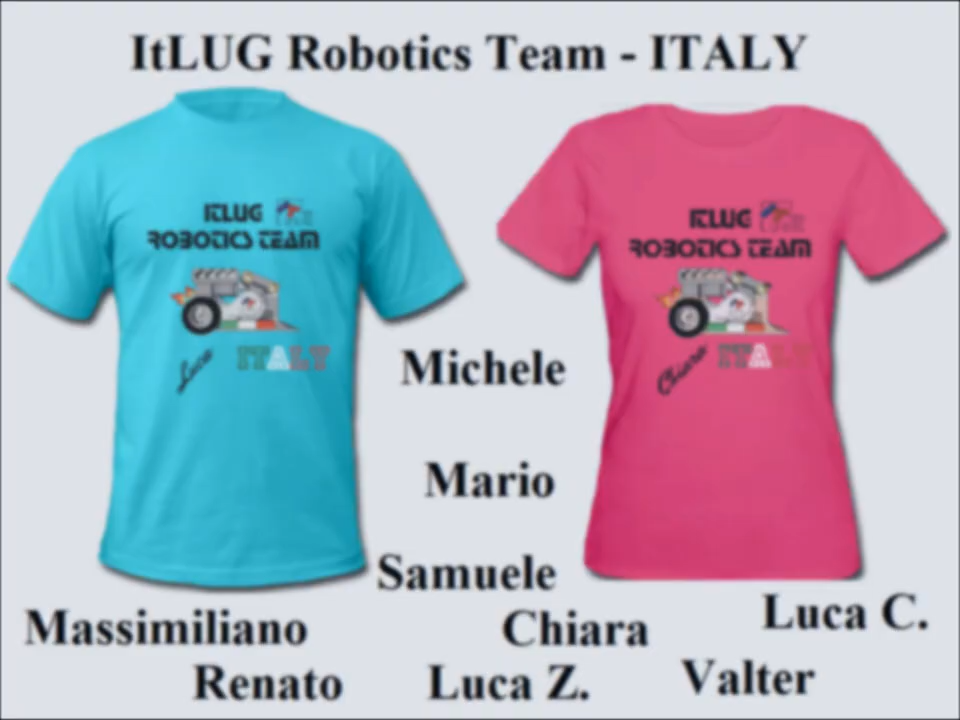 ItLUG Robotics Team - ITALY
ITLUG
ROBOTICS TEAM
Luca ITALY
ITLUG
ROBOTICS TEAM
Chiara ITALY
Michele
Mario
Samuele
Massimiliano
Chiara
Luca C.
Renato
Luca Z.
Valter